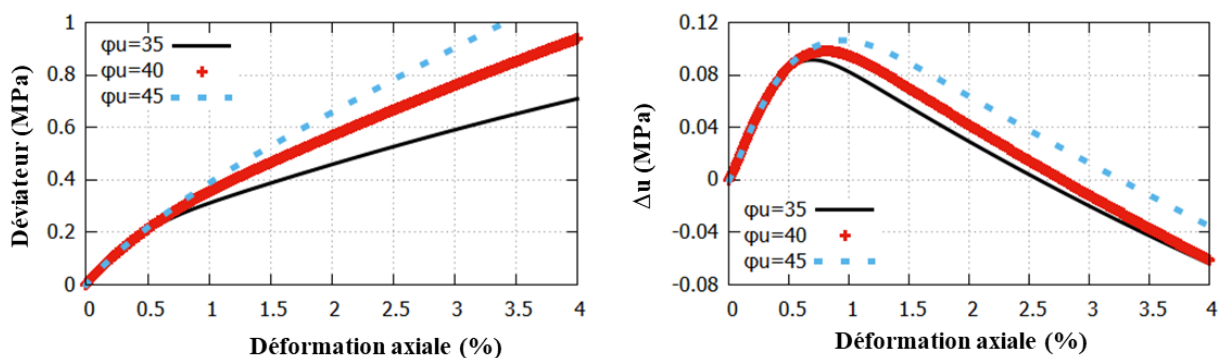 Déviateur (MPa)
1
0.8
0.6
0.4
0.2
0
φu=35
φu=40
φu=45
0 0.5 1 1.5 2 2.5 3 3.5 4
Déformation axiale (%)
Δu (MPa)
0.12
0.08
0.04
0
-0.04
-0.08
φu=35
φu=40
φu=45
0 0.5 1 1.5 2 2.5 3 3.5 4
Déformation axiale (%)